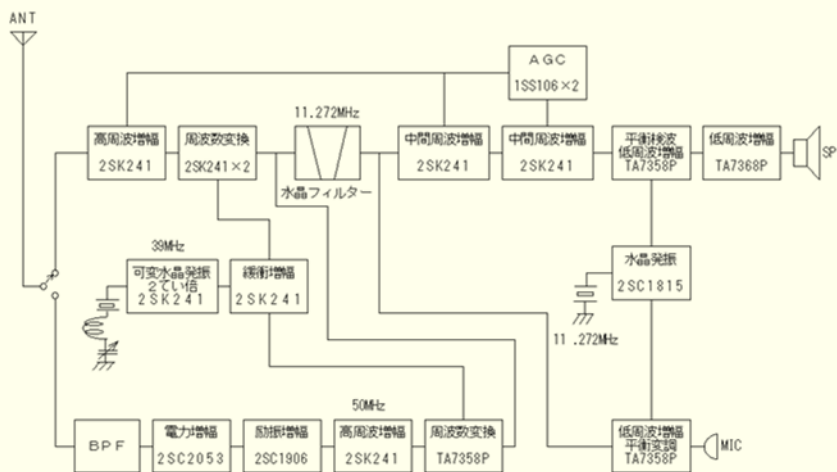 ANT
AGC
1SS106×2
11.272MHz
高周波増幅
2SK241
周波数変換
2SK241×2
水晶フィルター
中間周波増幅
2SK241
中間周波増幅
2SK241
平衡検波
低周波増幅
TA7358P
低周波増幅
TA7368P
SP
39MHz
可変水晶発振
2てい倍
2SK241
緩衝増幅
2SK241
水晶発振
2SC1815
11.272MHz
BPF
電力増幅
2SC2053
励振増幅
2SC1906
50MHz
高周波増幅
2SK241
周波数変換
TA7358P
低周波増幅
平衡変調
TA7358P
MIC